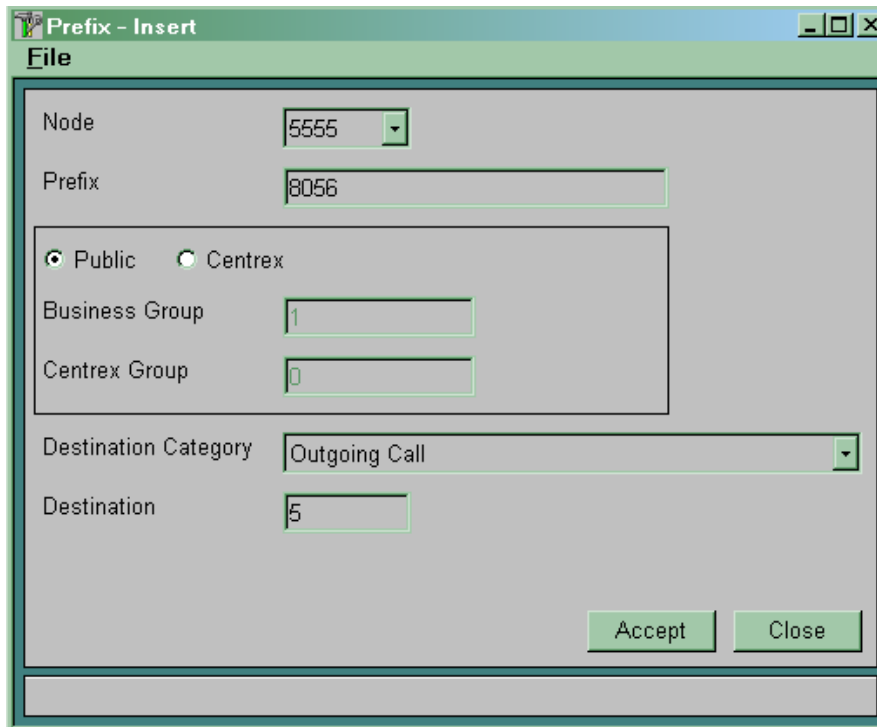 Prefix - Insert
File
Node 5555
Prefix 8056
Public Centrex
Business Group 1
Centrex Group 0
Destination Category Outgoing Call
Destination 5
Accept Close